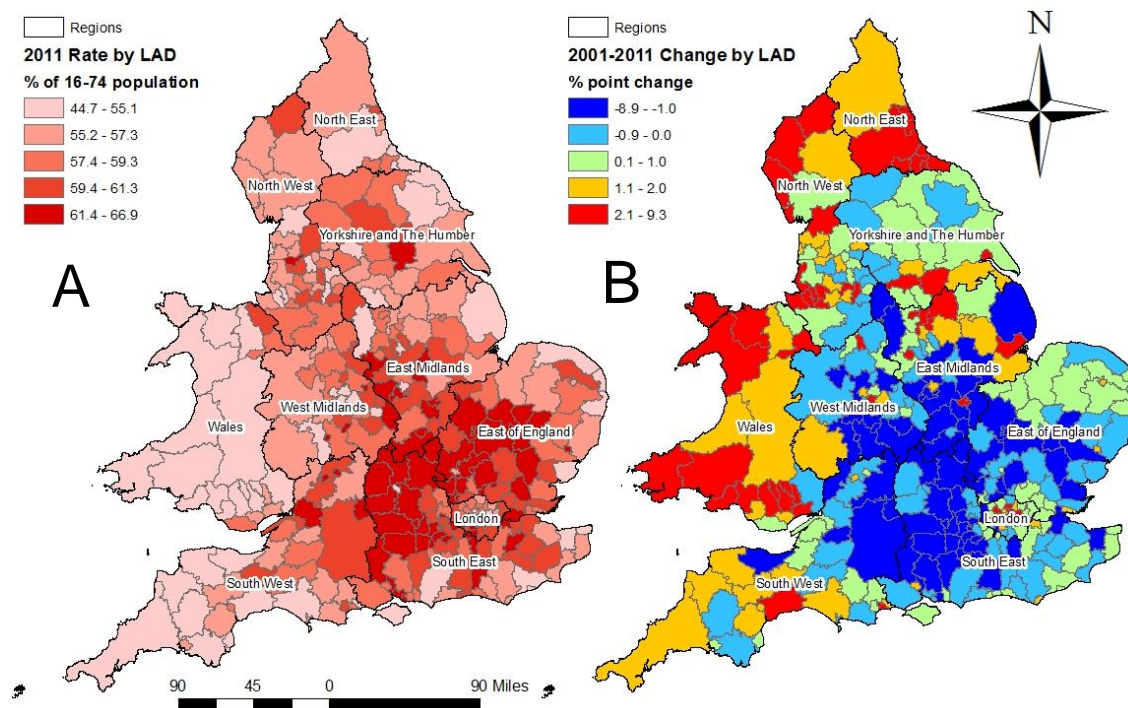 Regions
2011 Rate by LAD
% of 16-74 population
44.7 - 55.1
55.2 - 57.3
57.4 - 59.3
59.4 - 61.3
61.4 - 66.9
A
North East
North West
Yorkshire and The Humber
East Midlands
West Midlands
Wales
East of England
London
South East
South West
90 45 0 90 Miles
Regions
2001-2011 Change by LAD
% point change
-8.9 - -1.0
-0.9 - 0.0
0.1 - 1.0
1.1 - 2.0
2.1 - 9.3
N
B
North East
North West
Yorkshire and The Humber
East Midlands
West Midlands
Wales
East of England
London
South East
South West